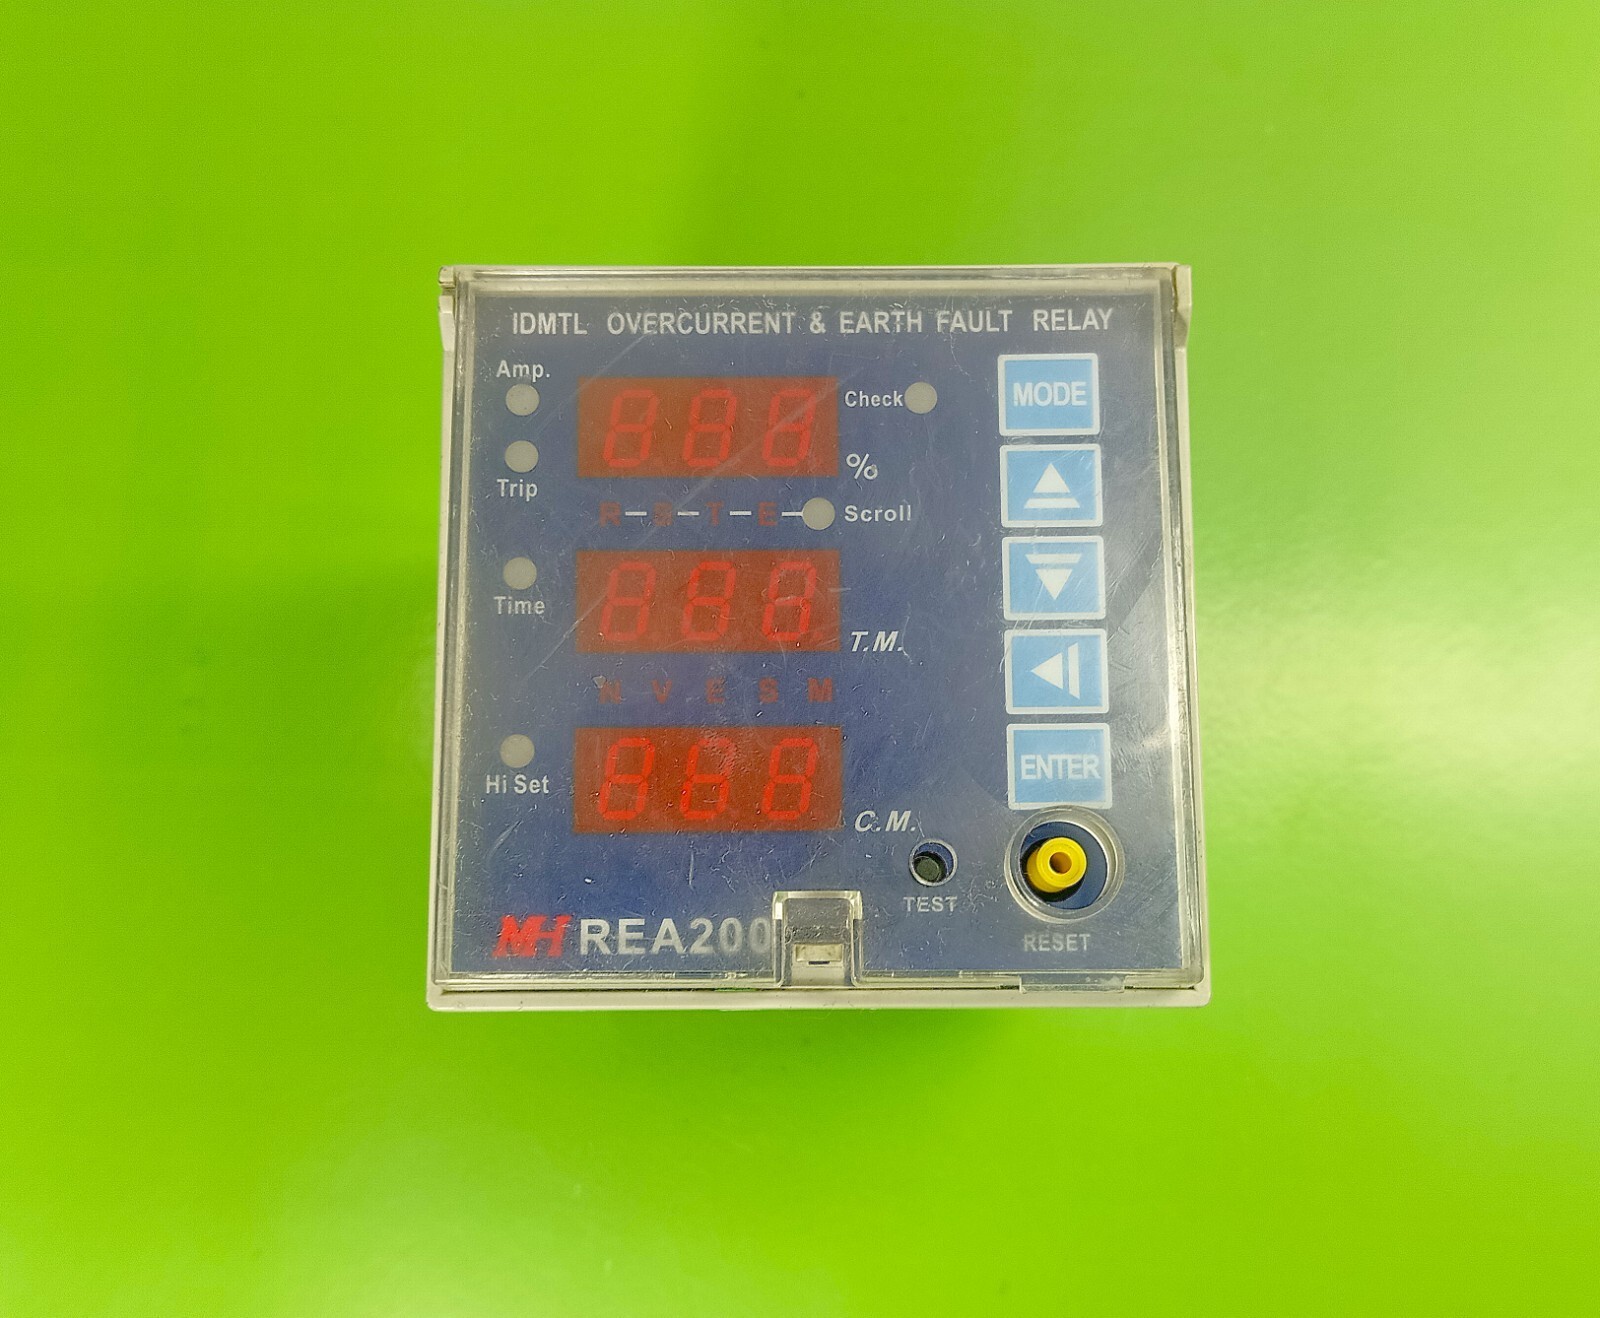 IDMTL OVERCURRENT & EARTH FAULT RELAY
Amp.
Check
MODE
%
Trip
R-S-T-E- Scroll
Time
T.M.
N V E S M
Hi Set
ENTER
C.M.
TEST
MH REA200
RESET